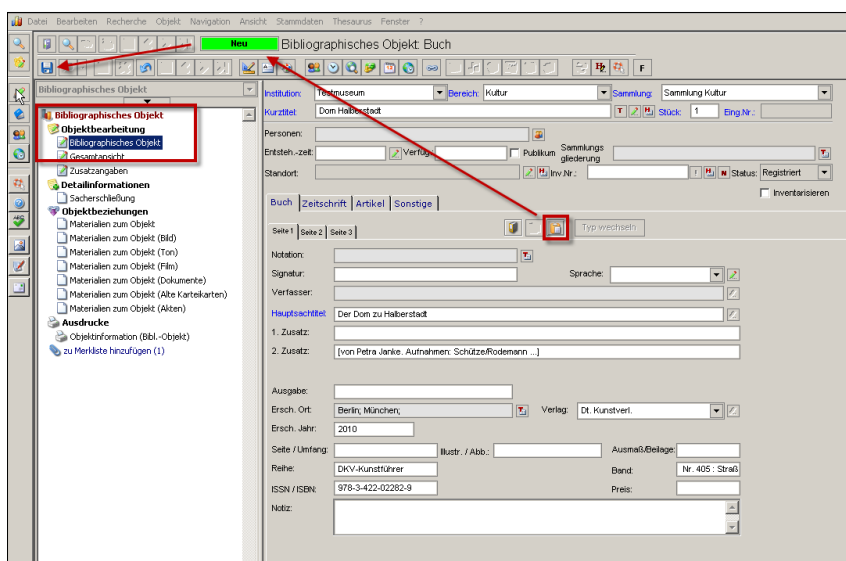 Datei Bearbeiten Recherche Objekt Navigation Ansicht Stammdaten Thesaurus Fenster ?
Neu Bibliographisches Objekt: Buch
F
Bibliographisches Objekt
Bibliographisches Objekt
Objektbearbeitung
Bibliographisches Objekt
Gesamtansicht
Zusatzangaben
Detailinformationen
Sacherschließung
Objektbeziehungen
Materialien zum Objekt
Materialien zum Objekt (Bild)
Materialien zum Objekt (Ton)
Materialien zum Objekt (Film)
Materialien zum Objekt (Dokumente)
Materialien zum Objekt (Alte Karteikarten)
Materialien zum Objekt (Akten)
Ausdrucke
Objektinformation (Bibl.-Objekt)
zu Merkliste hinzufügen (1)
Institution: Testmuseum Bereich: Kultur Sammlung: Sammlung Kultur
Kurztitel: Dom Halberstadt T Stück: 1 Eing.Nr.:
Personen:
Entsteh.-zeit: Verfüg Publikum Sammlungs
gliederung
Standort: Inv.Nr.: ! N Status: Registriert
Inventarisieren
Buch Zeitschrift Artikel Sonstige
Seite 1 Seite 2 Seite 3 Typ wechseln
Notation:
Signatur: Sprache:
Verfasser:
Hauptsachtitel: Der Dom zu Halberstadt
1. Zusatz:
2. Zusatz: [von Petra Janke. Aufnahmen: Schütze/Rodemann ...]
Ausgabe:
Ersch. Ort: Berlin; München; Verlag: Dt. Kunstverl.
Ersch. Jahr: 2010
Seite / Umfang: Illustr. / Abb.: Ausmaß/Beilage:
Reihe: DKV-Kunstführer Band: Nr. 405 : Straß
ISSN / ISBN: 978-3-422-02282-9 Preis:
Notiz: